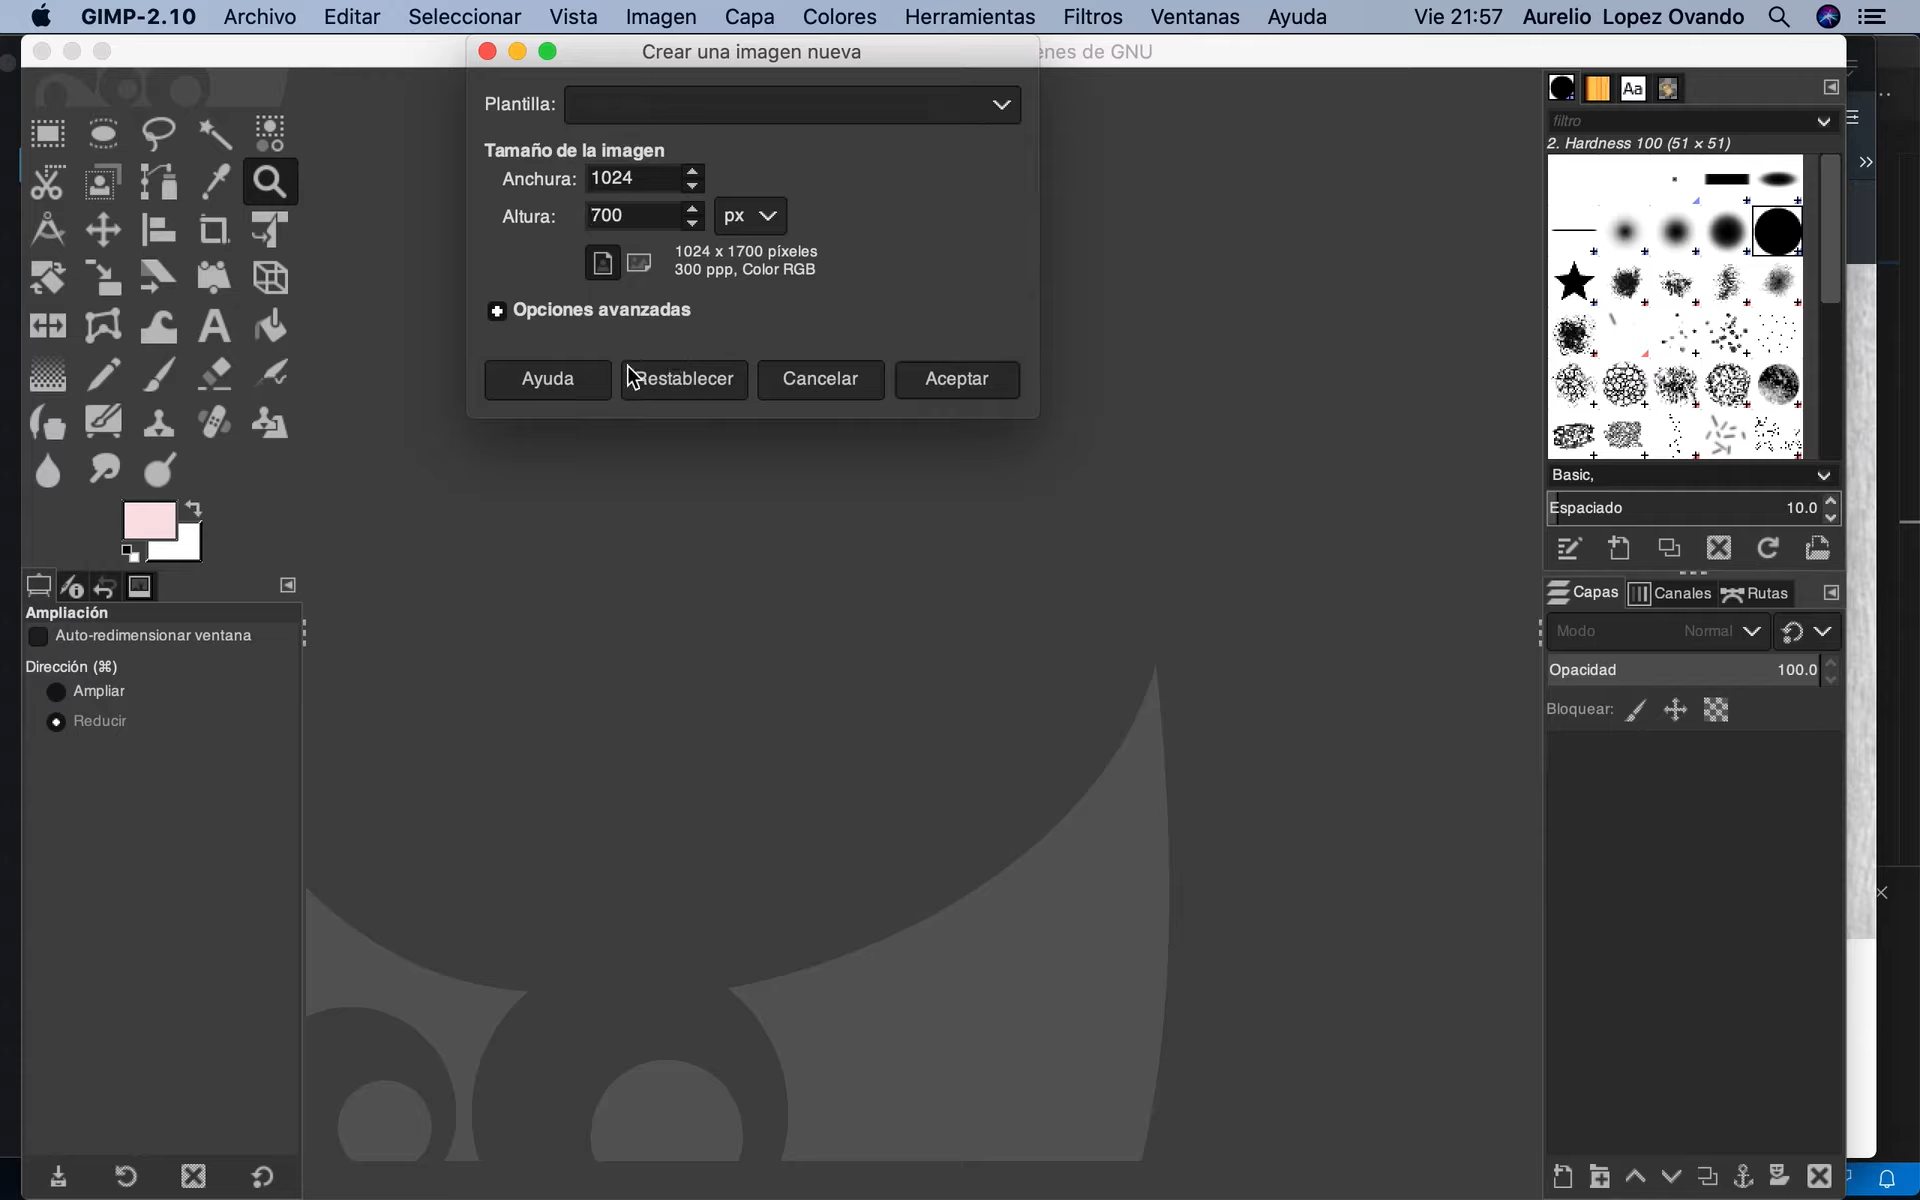 GIMP-2.10 Archivo Editar Seleccionar Vista Imagen Capa Colores Herramientas Filtros Ventanas Ayuda Vie 21:57 Aurelio Lopez Ovando
Crear una imagen nueva
enes de GNU
Plantilla:
Tamaño de la imagen
Anchura: 1024
Altura: 700 px
1024 x 1700 píxeles
300 ppp, Color RGB
Opciones avanzadas
Ayuda Restablecer Cancelar Aceptar
Aa
filtro
2. Hardness 100 (51 × 51)
Basic,
Espaciado 10.0
Capas Canales Rutas
Modo Normal
Opacidad 100.0
Bloquear:
Ampliación
Auto-redimensionar ventana
Dirección (⌘)
Ampliar
Reducir